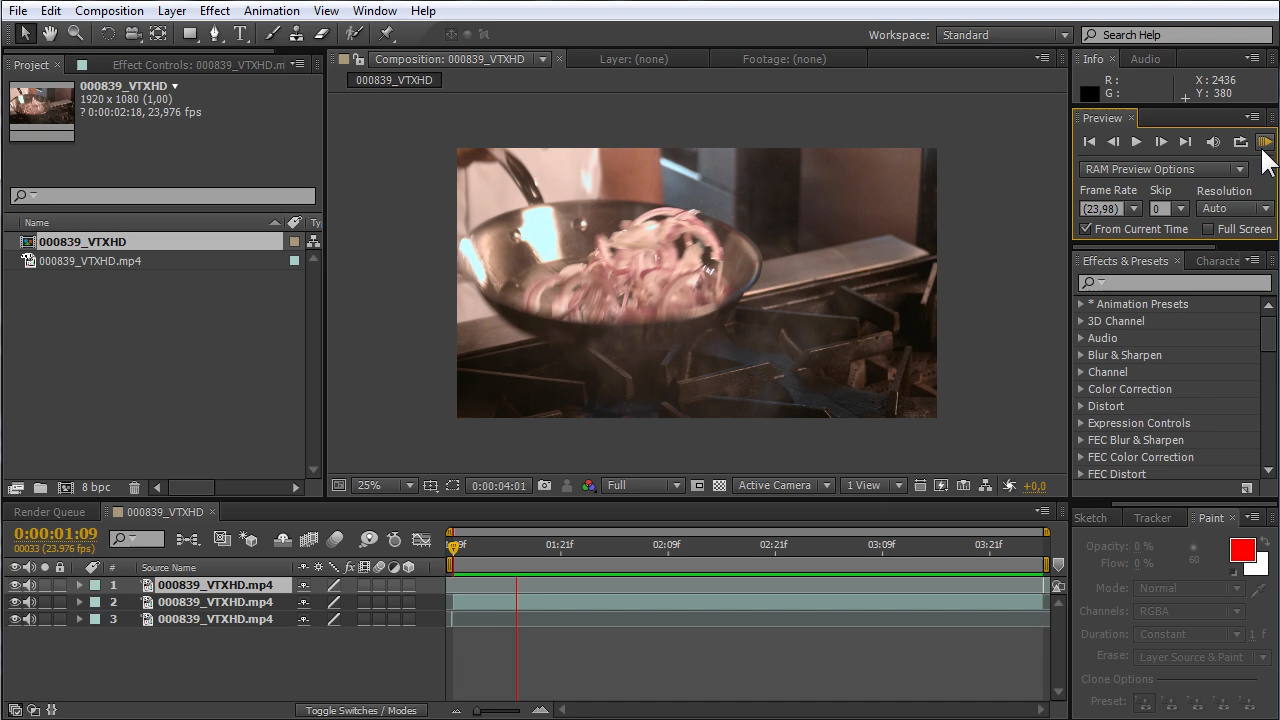 File Edit Composition Layer Effect Animation View Window Help
Workspace: Standard Search Help
Project Effect Controls: 000839_VTXHD.m
000839_VTXHD
1920 x 1080 (1,00)
? 0:00:02:18, 23,976 fps
Name Ty
000839_VTXHD
000839_VTXHD.mp4
8 bpc
Composition: 000839_VTXHD Layer: (none) Footage: (none)
000839_VTXHD
25% 0:00:04:01 Full Active Camera 1 View +0,0
Info Audio
R : X : 2436
G : Y : 380
Preview
RAM Preview Options
Frame Rate Skip Resolution
(23,98) 0 Auto
From Current Time Full Screen
Effects & Presets Characte
* Animation Presets
3D Channel
Audio
Blur & Sharpen
Channel
Color Correction
Distort
Expression Controls
FEC Blur & Sharpen
FEC Color Correction
FEC Distort
Render Queue 000839_VTXHD
0:00:01:09
00033 (23.976 fps)
# Source Name fx
:09f 01:21f 02:09f 02:21f 03:09f 03:21f
1 000839_VTXHD.mp4
2 000839_VTXHD.mp4
3 000839_VTXHD.mp4
Toggle Switches / Modes
Sketch Tracker Paint
Opacity: 0 %
Flow: 0 % 60
Mode: Normal
Channels: RGBA
Duration: Constant 1 f
Erase: Layer Source & Paint
Clone Options
Preset: